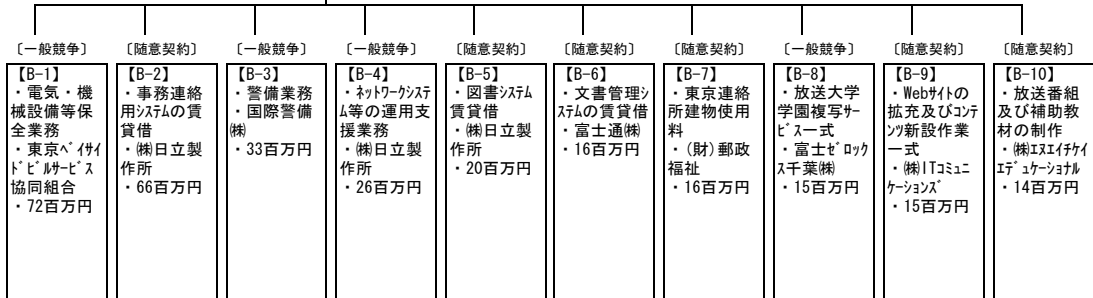 〔一般競争〕
【B-1】
・電気・機
械設備等保
全業務
・東京ﾍﾞｲｻｲ
ﾄﾞﾋﾞﾙｻｰﾋﾞｽ
協同組合
・72百万円
〔随意契約〕
【B-2】
・事務連絡
用ｼｽﾃﾑの賃
貸借
・㈱日立製
作所
・66百万円
〔一般競争〕
【B-3】
・警備業務
・国際警備
㈱
・33百万円
〔一般競争〕
【B-4】
・ﾈｯﾄﾜｰｸｼｽﾃ
ﾑ等の運用支
援業務
・㈱日立製
作所
・26百万円
〔随意契約〕
【B-5】
・図書ｼｽﾃﾑ
賃貸借
・㈱日立製
作所
・20百万円
〔随意契約〕
【B-6】
・文書管理ｼ
ｽﾃﾑの賃貸借
・富士通㈱
・16百万円
〔随意契約〕
【B-7】
・東京連絡
所建物使用
料
・(財)郵政
福祉
・16百万円
〔一般競争〕
【B-8】
・放送大学
学園複写ｻｰ
ﾋﾞｽ一式
・富士ｾﾞﾛｯｸ
ｽ千葉㈱
・15百万円
〔随意契約〕
【B-9】
・Webｻｲﾄの
拡充及びｺﾝﾃ
ﾝﾂ新設作業
一式
・㈱ITｺﾐｭﾆ
ｹｰｼｮﾝｽﾞ
・15百万円
〔随意契約〕
【B-10】
・放送番組
及び補助教
材の制作
・㈱ｴﾇｴｲﾁｹｲ
ｴﾃﾞｭｹｰｼｮﾅﾙ
・14百万円